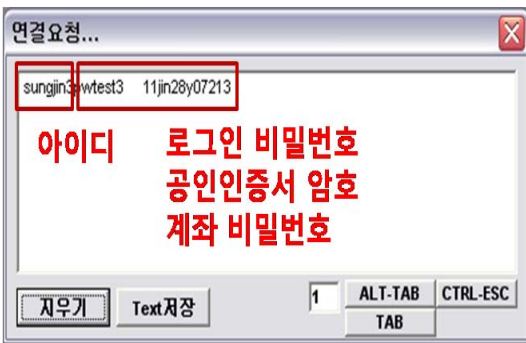 연결요청...
sungjin3pwtest3 11jin28y07213
아이디
로그인 비밀번호
공인인증서 암호
계좌 비밀번호
지우기
Text저장
1
ALT-TAB
CTRL-ESC
TAB